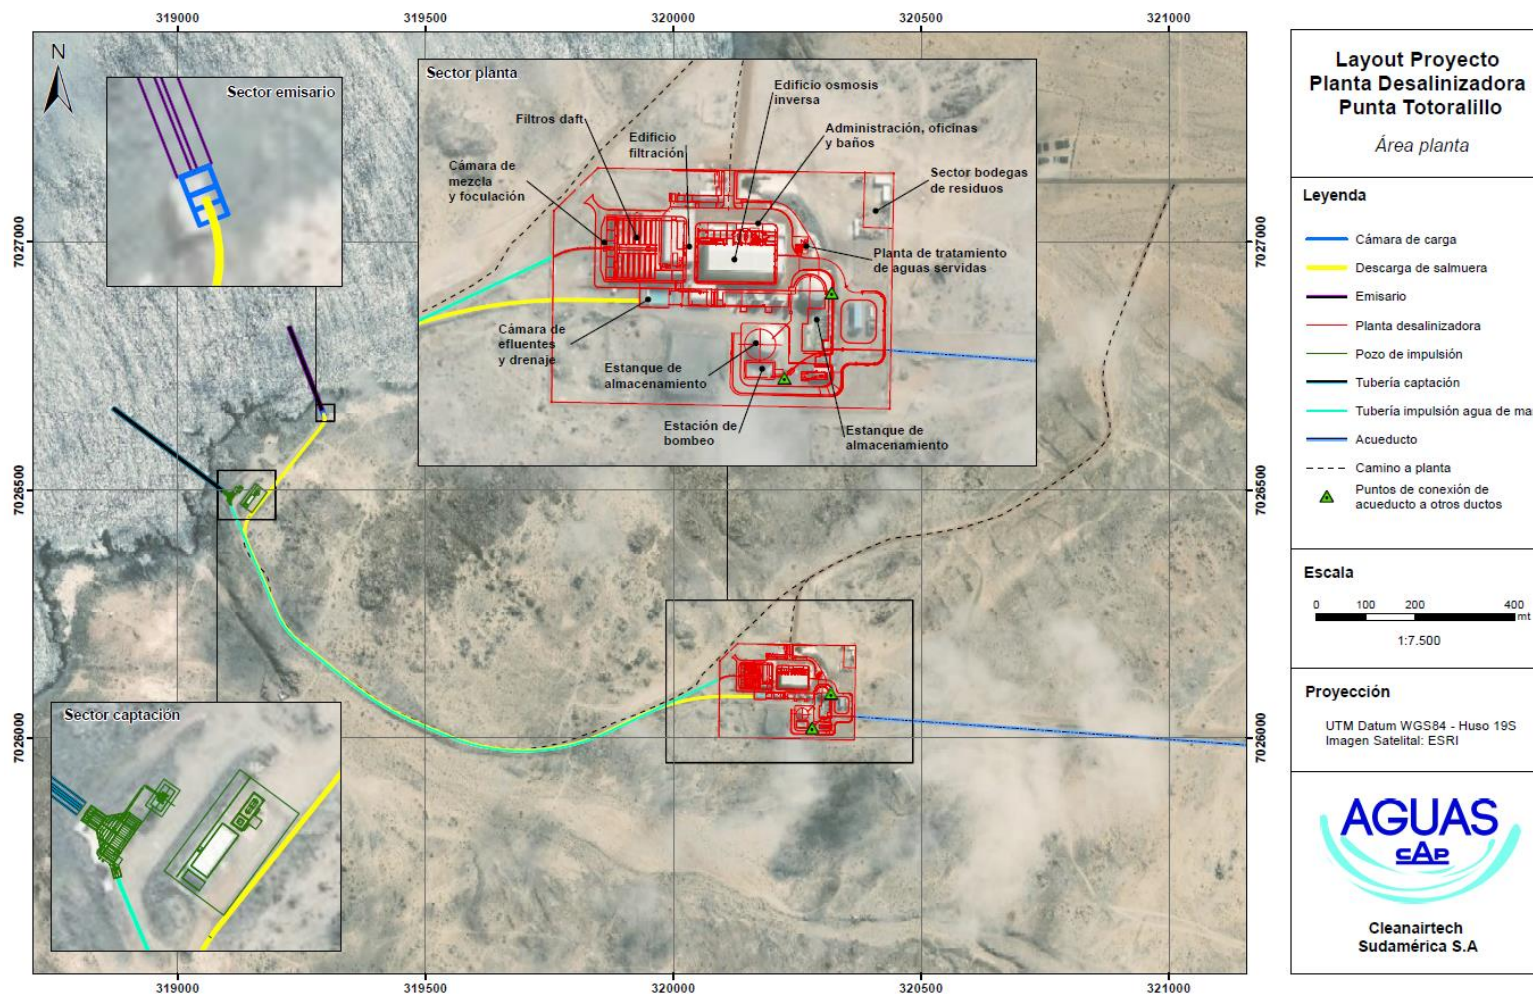 319000
319500
320000
320500
321000
N
Sector emisario
Sector planta
Edificio osmosis
inversa
Filtros daft
Edificio
filtración
Administración, oficinas
y baños
Cámara de
mezcla
y foculación
Sector bodegas
de residuos
Planta de tratamiento
de aguas servidas
Cámara de
efluentes
y drenaje
Estanque de
almacenamiento
Estación de
bombeo
Estanque de
almacenamiento
Sector captación
7027000
7026500
7026000
7027000
7026500
7026000
319000
319500
320000
320500
321000
Layout Proyecto
Planta Desalinizadora
Punta Totoralillo
Área planta
Leyenda
Cámara de carga
Descarga de salmuera
Emisario
Planta desalinizadora
Pozo de impulsión
Tubería captación
Tubería impulsión agua de ma
Acueducto
Camino a planta
Puntos de conexión de
acueducto a otros ductos
Escala
0 100 200 400
mt
1:7.500
Proyección
UTM Datum WGS84 - Huso 19S
Imagen Satelital: ESRI
AGUAS
CAP
Cleanairtech
Sudamérica S.A